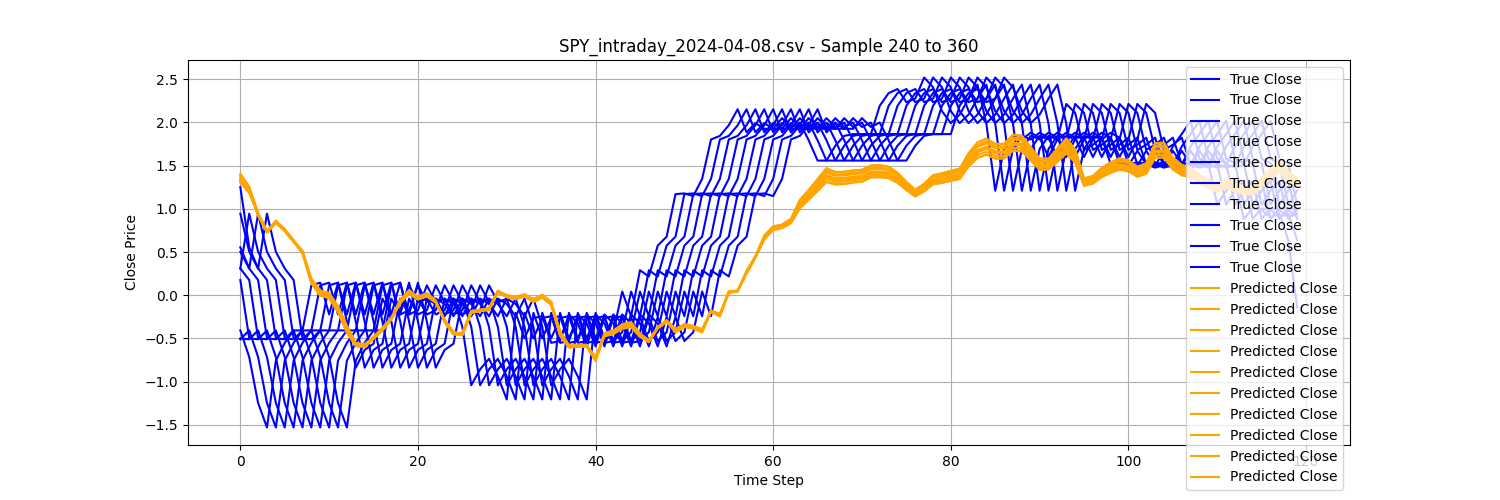 SPY_intraday_2024-04-08.csv - Sample 240 to 360
Close Price
2.5
2.0
1.5
1.0
0.5
0.0
−0.5
−1.0
−1.5
0
20
40
60
80
100
120
Time Step
True Close
True Close
True Close
True Close
True Close
True Close
True Close
True Close
True Close
True Close
Predicted Close
Predicted Close
Predicted Close
Predicted Close
Predicted Close
Predicted Close
Predicted Close
Predicted Close
Predicted Close
Predicted Close